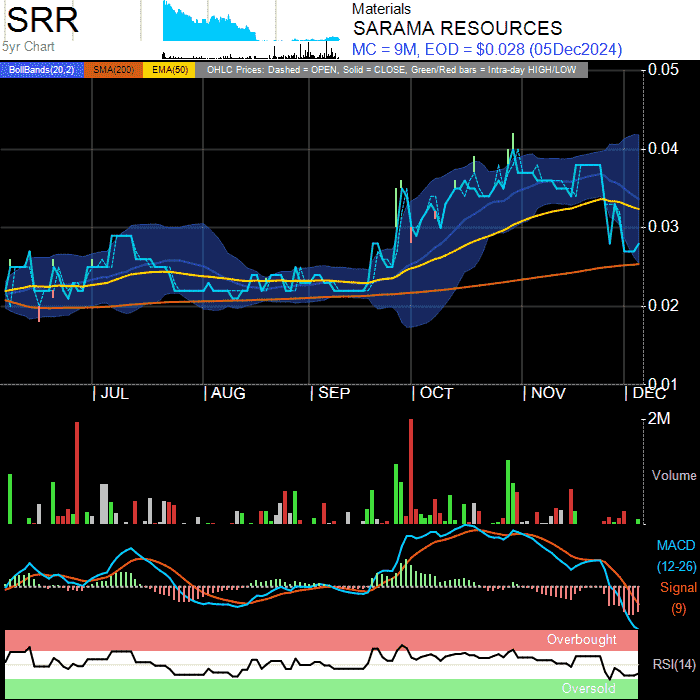 SRR
5yr Chart
Materials
SARAMA RESOURCES
MC = 9M, EOD = $0.028 (05Dec2024)
BollBands(20,2) SMA(200) EMA(50) OHLC Prices: Dashed = OPEN, Solid = CLOSE, Green/Red bars = Intra-day HIGH/LOW
0.05
0.04
0.03
0.02
0.01
JUL AUG SEP OCT NOV DEC
2M
Volume
MACD
(12-26)
Signal
(9)
Overbought
RSI(14)
Oversold